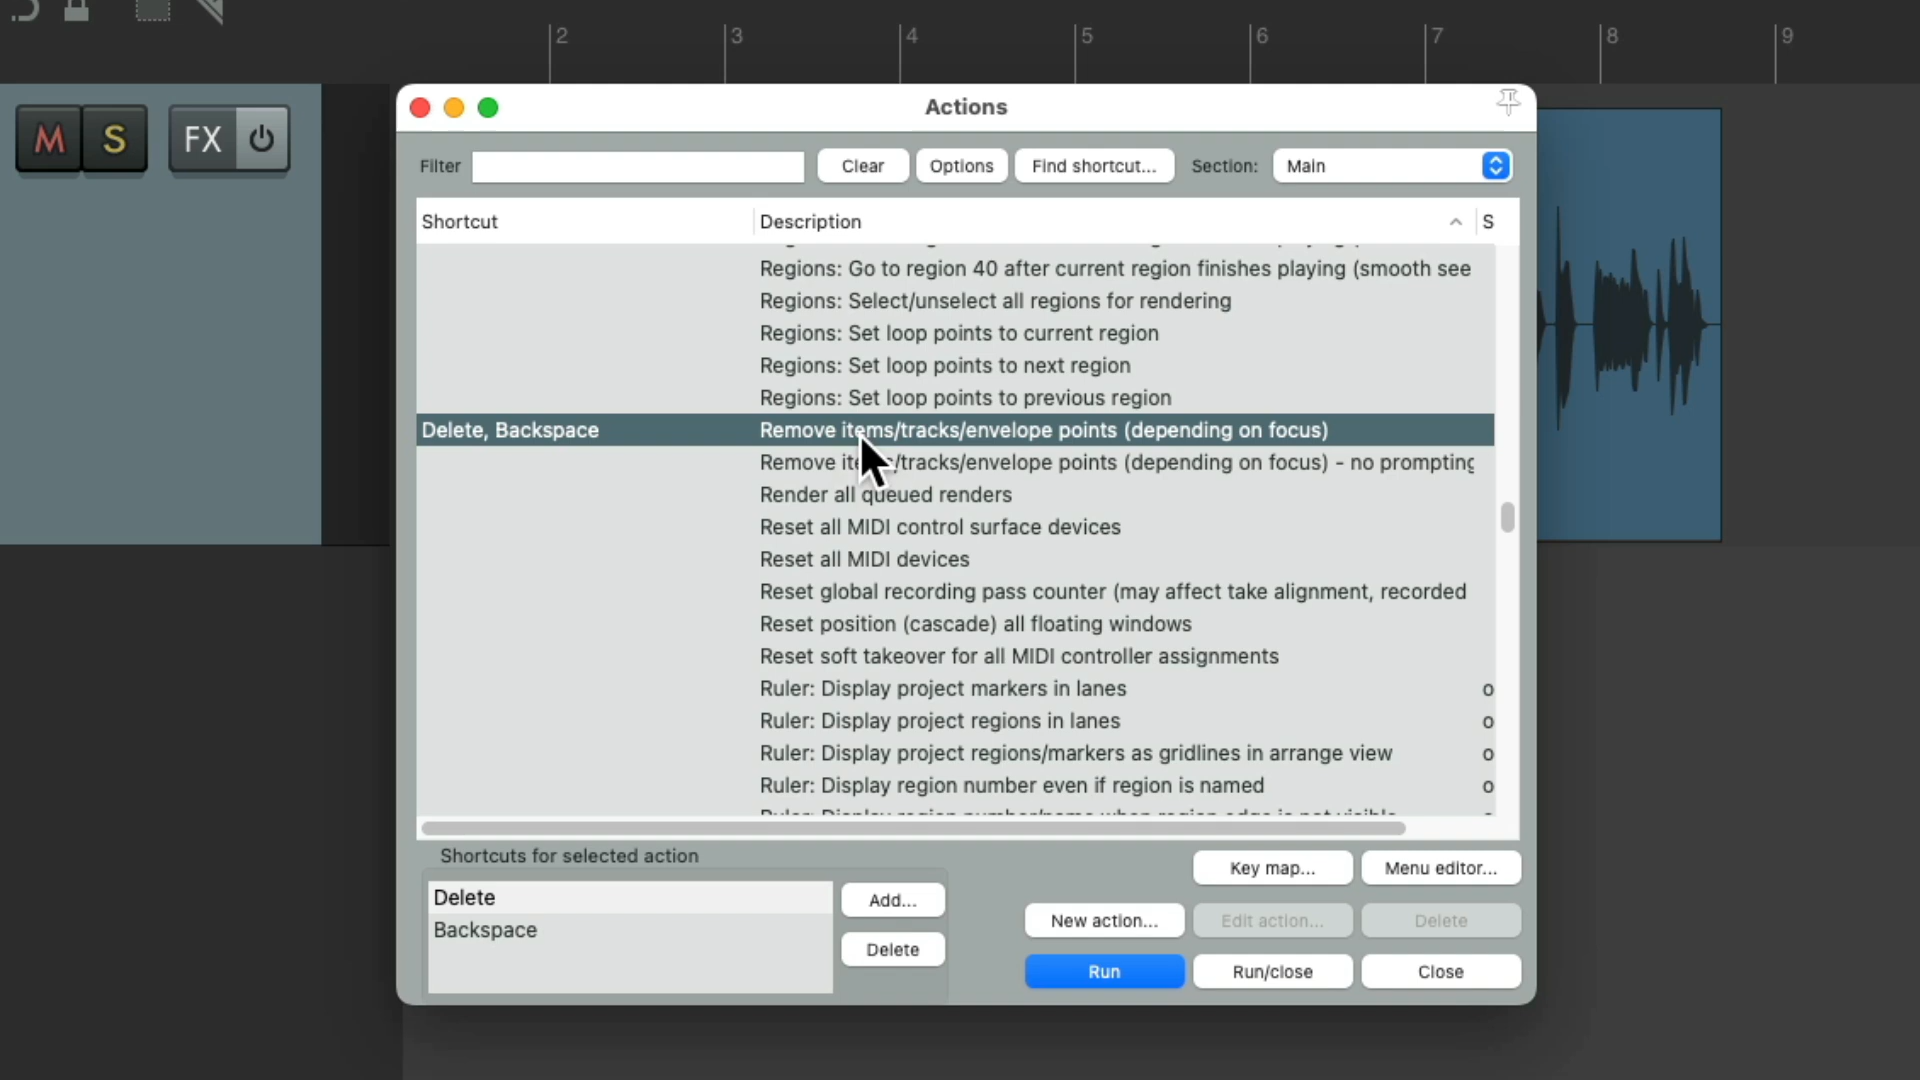 2 3 4 5 6 7 8 9
M S FX
Actions
Filter Clear Options Find shortcut... Section: Main
Shortcut Description S
Regions: Go to region 40 after current region finishes playing (smooth see
Regions: Select/unselect all regions for rendering
Regions: Set loop points to current region
Regions: Set loop points to next region
Regions: Set loop points to previous region
Delete, Backspace Remove items/tracks/envelope points (depending on focus)
Remove /tracks/envelope points (depending on focus) - no prompting
Render all queued renders
Reset all MIDI control surface devices
Reset all MIDI devices
Reset global recording pass counter (may affect take alignment, recorded
Reset position (cascade) all floating windows
Reset soft takeover for all MIDI controller assignments
Ruler: Display project markers in lanes o
Ruler: Display project regions in lanes o
Ruler: Display project regions/markers as gridlines in arrange view o
Ruler: Display region number even if region is named o
Shortcuts for selected action
Delete
Backspace
Add...
Delete
Key map... Menu editor...
New action... Edit action... Delete
Run Run/close Close